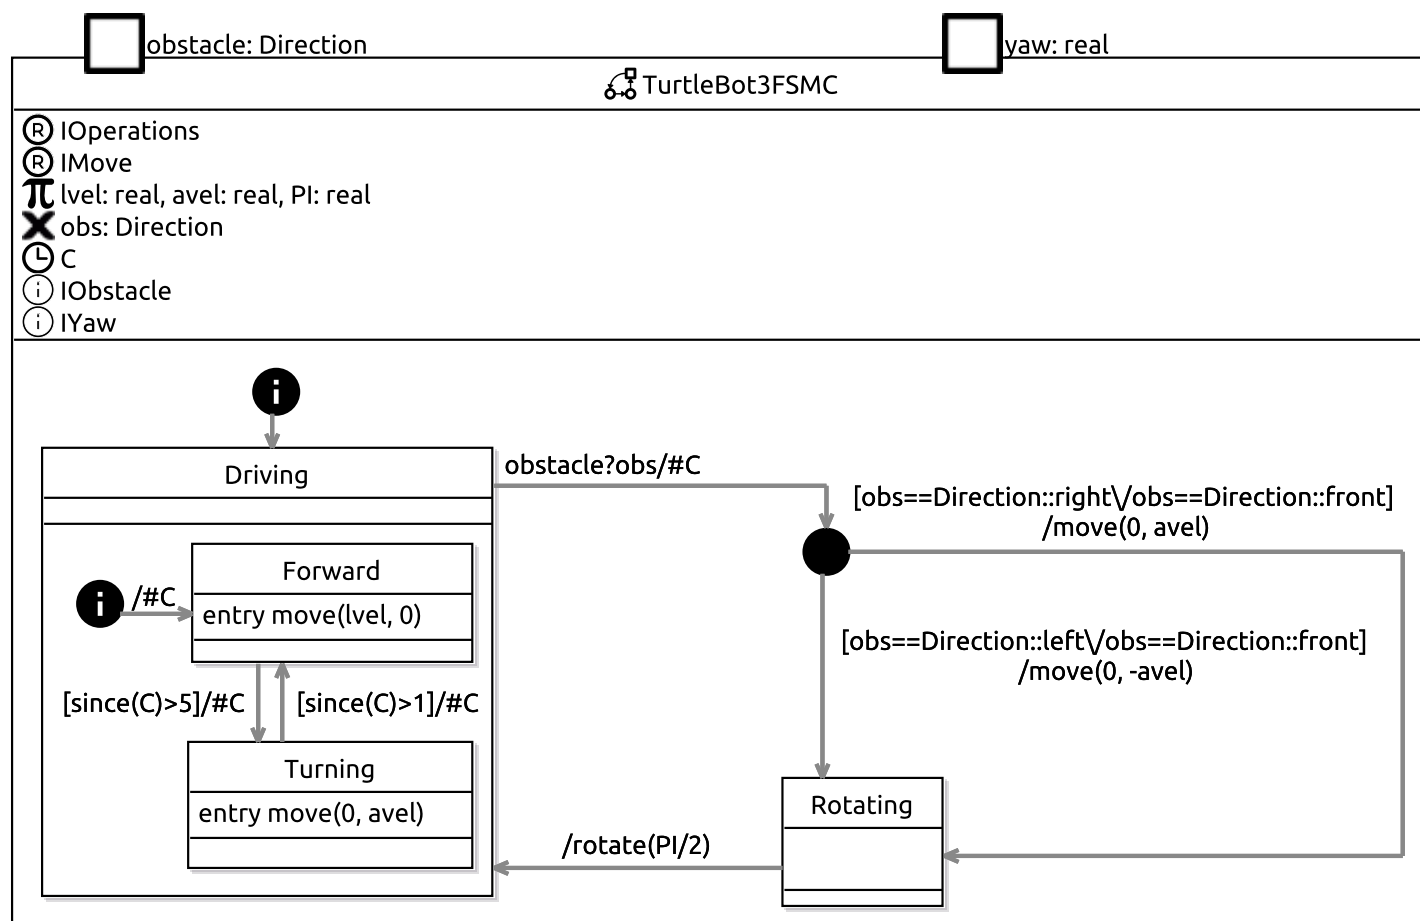 obstacle: Direction
yaw: real
TurtleBot3FSMC
R IOperations
R IMove
π lvel: real, avel: real, PI: real
obs: Direction
C
i IObstacle
i IYaw
i
Driving
obstacle?obs/#C
[obs==Direction::right\/obs==Direction::front]
/move(0, avel)
Forward
i
/#C
entry move(lvel, 0)
[obs==Direction::left\/obs==Direction::front]
/move(0, -avel)
[since(C)>5]/#C
[since(C)>1]/#C
Turning
entry move(0, avel)
Rotating
/rotate(PI/2)